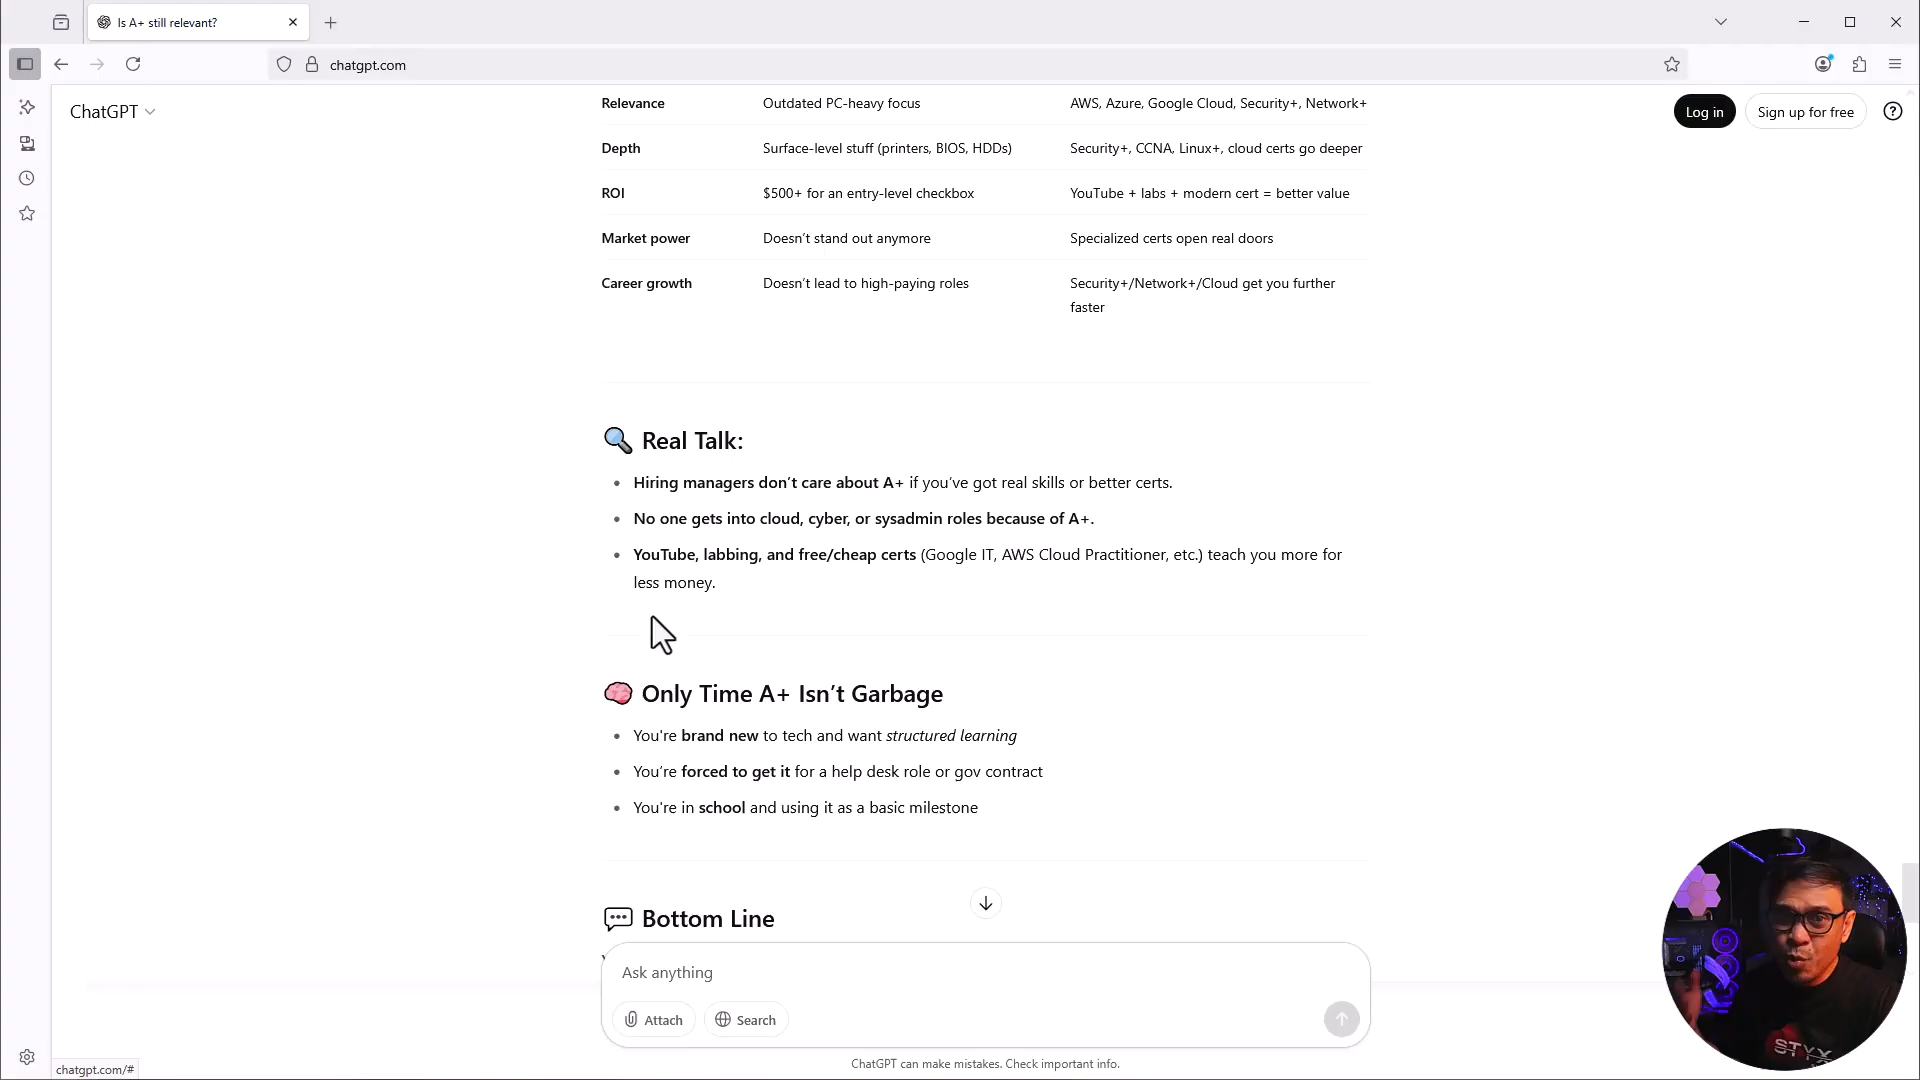 Is A+ still relevant?
chatgpt.com
ChatGPT
Log in
Sign up for free
Relevance Outdated PC-heavy focus AWS, Azure, Google Cloud, Security+, Network+
Depth Surface-level stuff (printers, BIOS, HDDs) Security+, CCNA, Linux+, cloud certs go deeper
ROI $500+ for an entry-level checkbox YouTube + labs + modern cert = better value
Market power Doesn’t stand out anymore Specialized certs open real doors
Career growth Doesn’t lead to high-paying roles Security+/Network+/Cloud get you further
faster
🔍 Real Talk:
• Hiring managers don’t care about A+ if you’ve got real skills or better certs.
• No one gets into cloud, cyber, or sysadmin roles because of A+.
• YouTube, labbing, and free/cheap certs (Google IT, AWS Cloud Practitioner, etc.) teach you more for
less money.
🧠 Only Time A+ Isn’t Garbage
• You're brand new to tech and want structured learning
• You’re forced to get it for a help desk role or gov contract
• You're in school and using it as a basic milestone
💬 Bottom Line
Ask anything
Attach
Search
ChatGPT can make mistakes. Check important info.
chatgpt.com/#
STYX